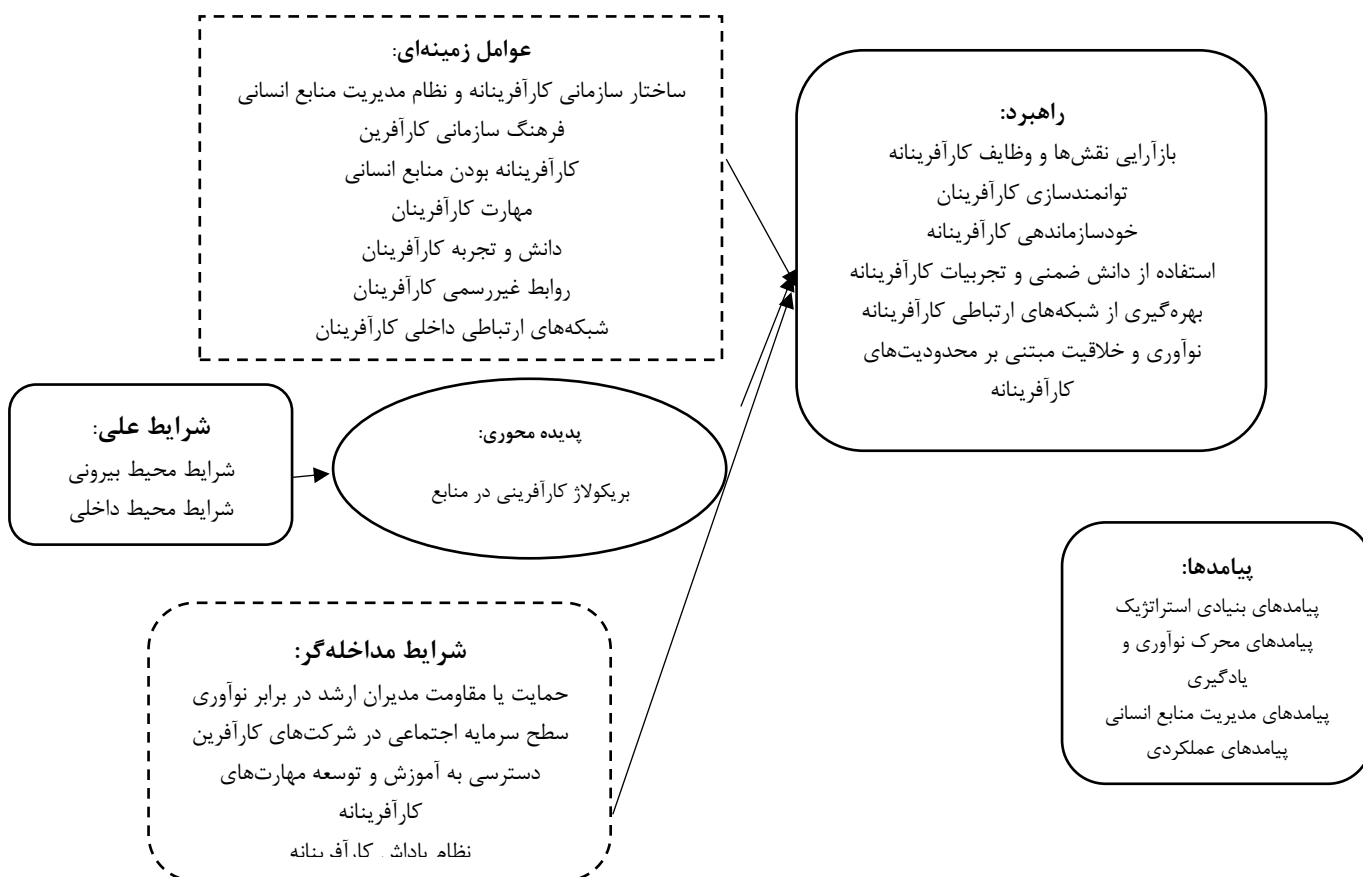 عوامل زمینه‌ای:
ساختار سازمانی کارآفرینانه و نظام مدیریت منابع انسانی
فرهنگ سازمانی کارآفرین
کارآفرینانه بودن منابع انسانی
مهارت کارآفرینان
دانش و تجربه کارآفرینان
روابط غیررسمی کارآفرینان
شبکه‌های ارتباطی داخلی کارآفرینان
راهبرد:
بازآرایی نقش‌ها و وظایف کارآفرینانه
توانمندسازی کارآفرینان
خودسازماندهی کارآفرینانه
استفاده از دانش ضمنی و تجربیات کارآفرینانه
بهره‌گیری از شبکه‌های ارتباطی کارآفرینانه
نوآوری و خلاقیت مبتنی بر محدودیت‌های
کارآفرینانه
شرایط علی:
شرایط محیط بیرونی
شرایط محیط داخلی
پدیده محوری:
بریکولاژ کارآفرینی در منابع
شرایط مداخله‌گر:
حمایت یا مقاومت مدیران ارشد در برابر نوآوری
سطح سرمایه اجتماعی در شرکت‌های کارآفرین
دسترسی به آموزش و توسعه مهارت‌های
کارآفرینانه
نظام پاداش کارآفرینانه
پیامدها:
پیامدهای بنیادی استراتژیک
پیامدهای محرک نوآوری و
یادگیری
پیامدهای مدیریت منابع انسانی
پیامدهای عملکردی